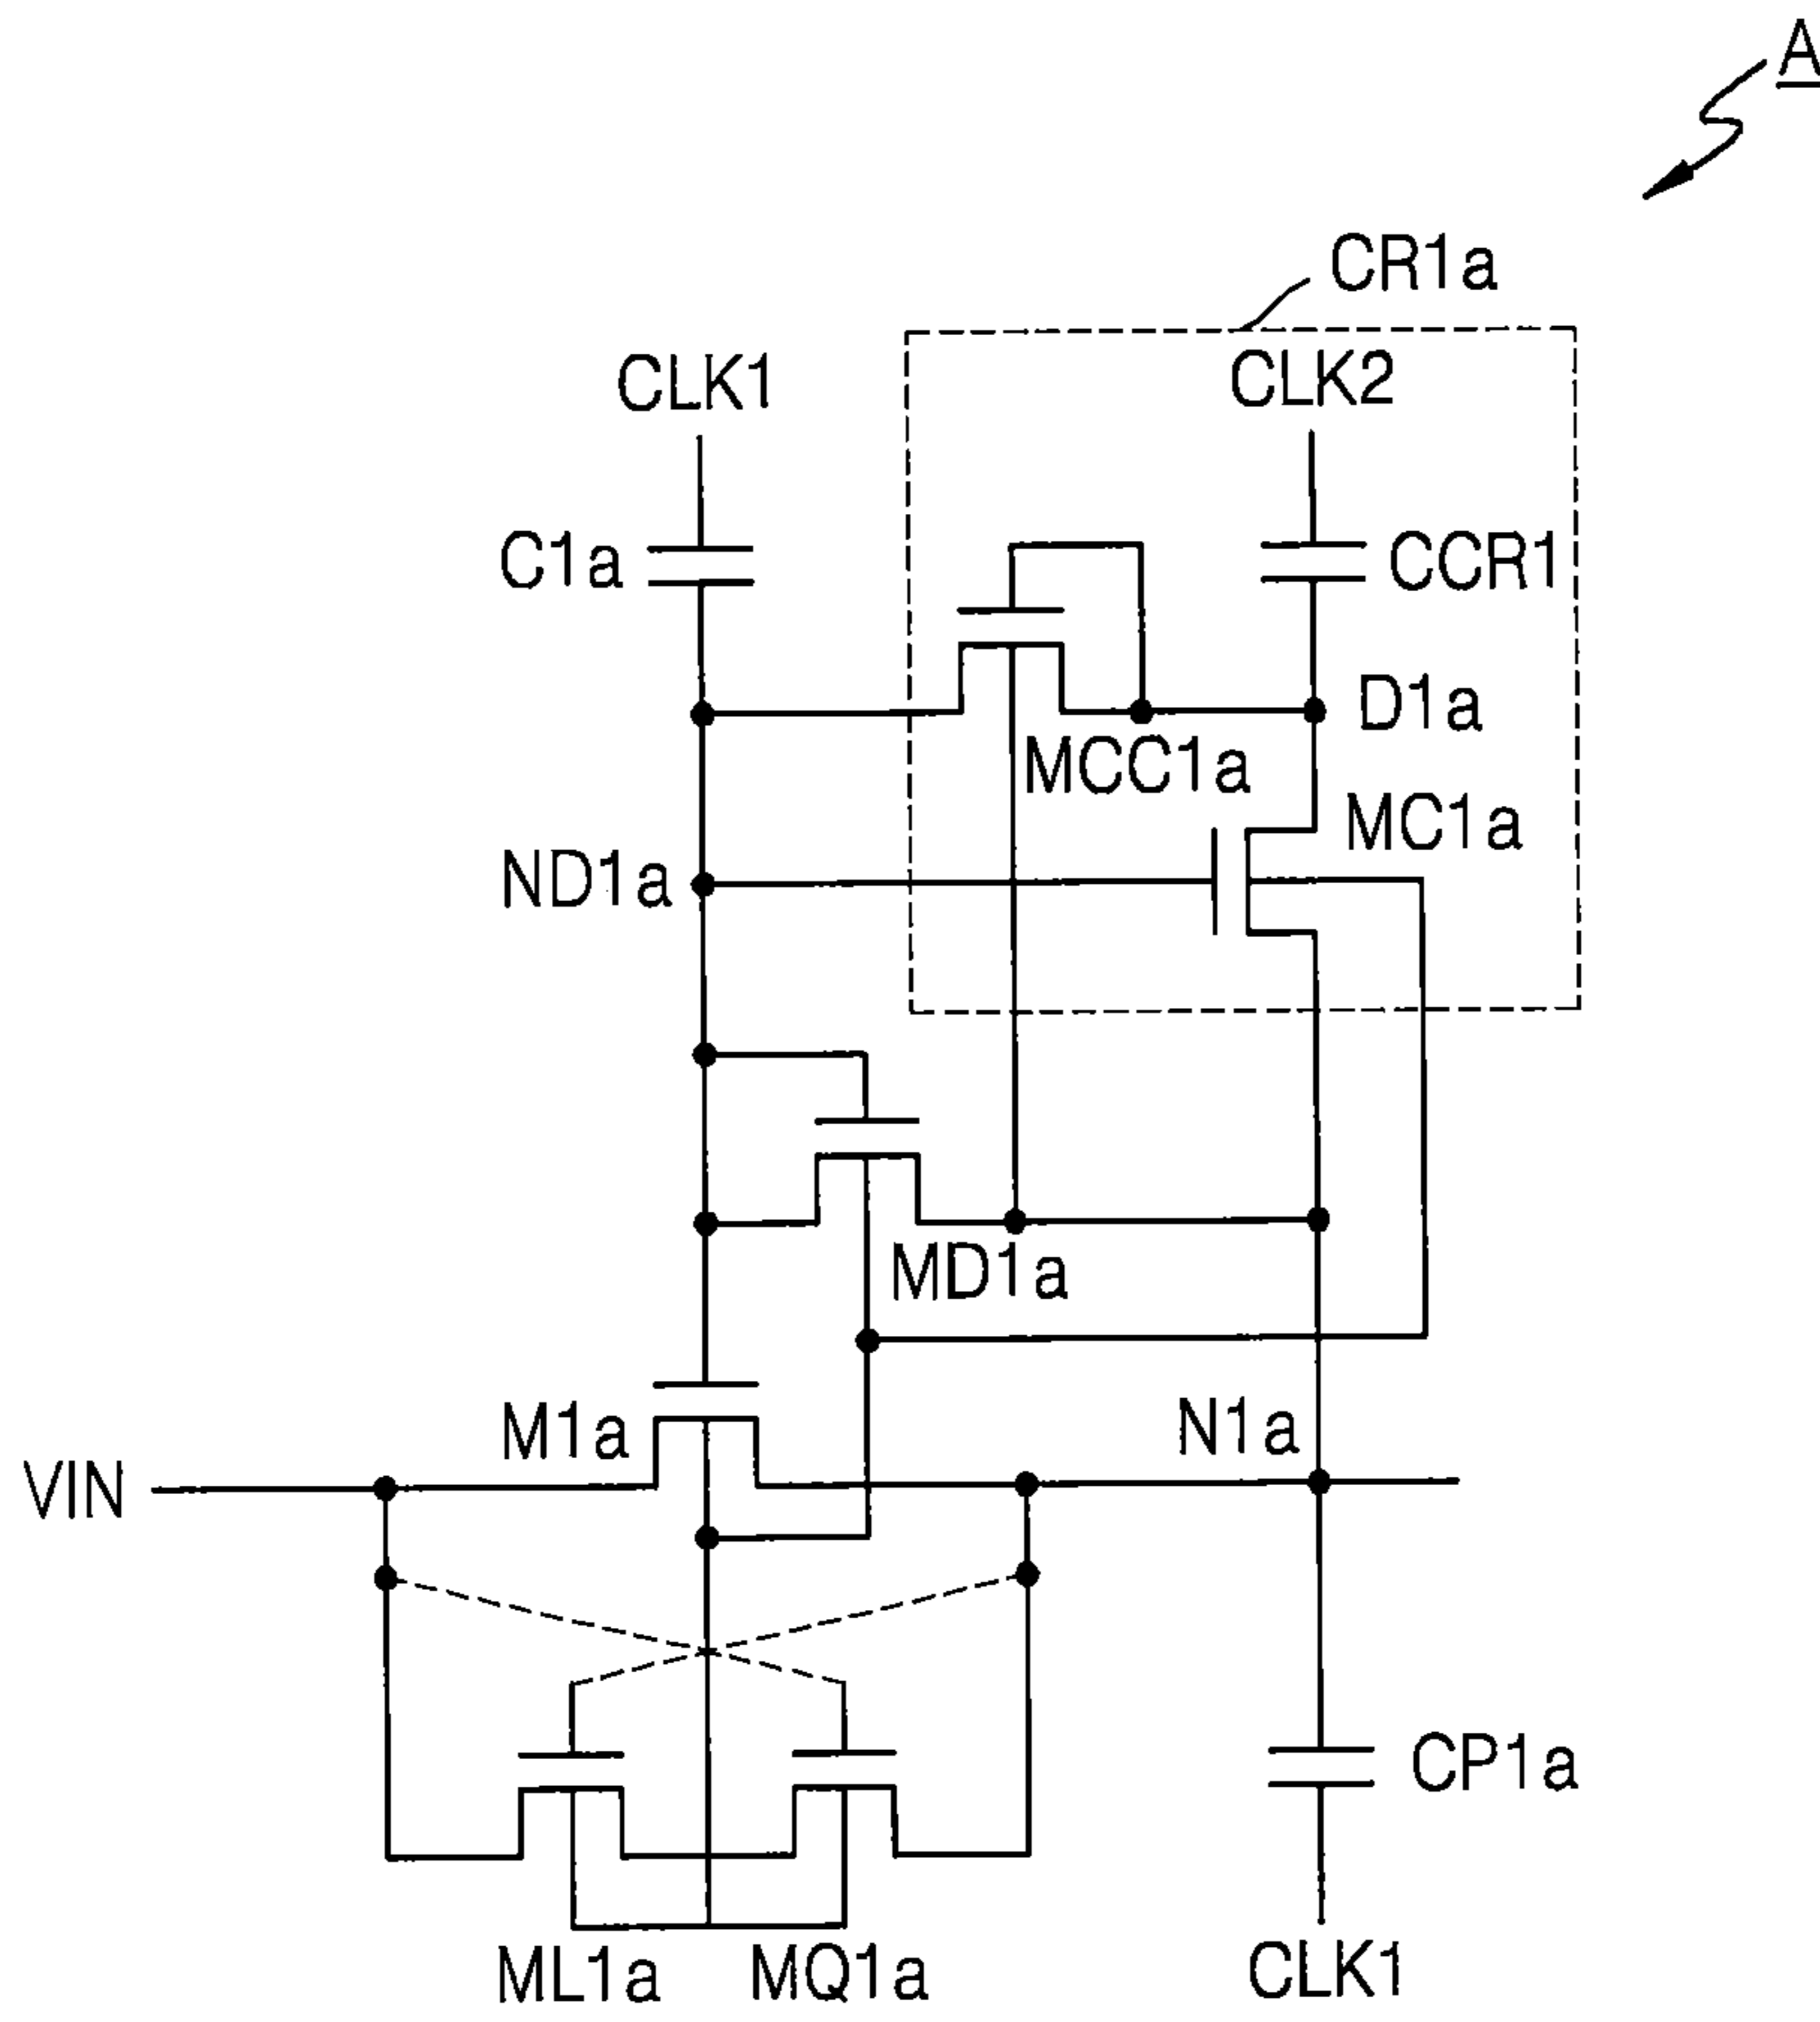 A
CR1a
CLK1
CLK2
C1a
CCR1
D1a
MCC1a
MC1a
ND1a
MD1a
M1a
N1a
VIN
CP1a
ML1a
MQ1a
CLK1